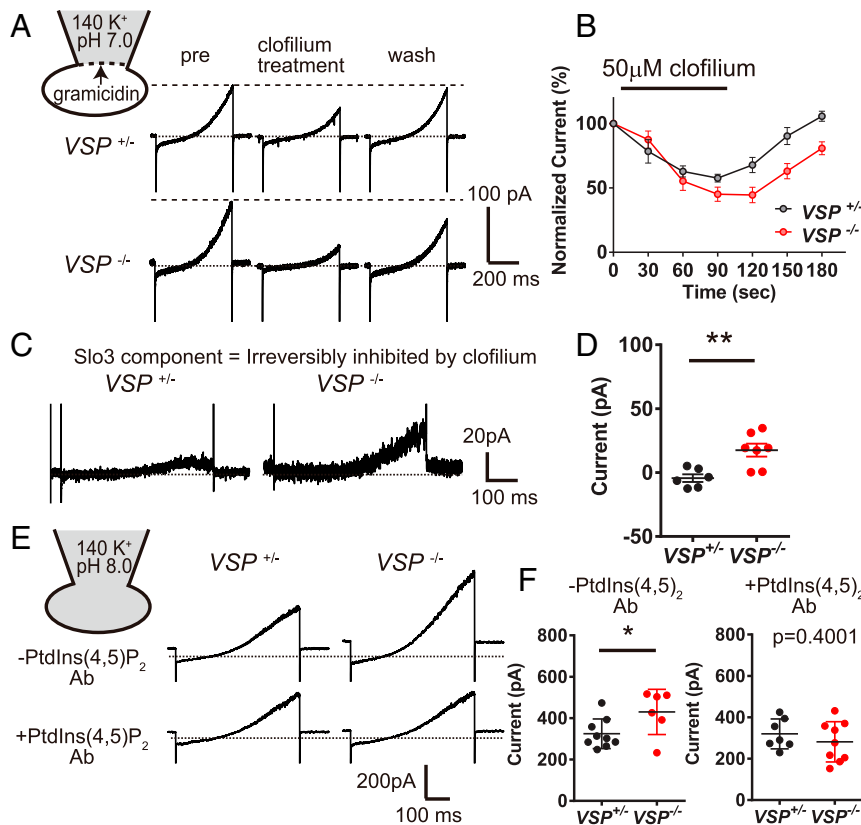 A
140 K⁺
pH 7.0
gramicidin
pre
clofilium
treatment
wash
VSP +/-
VSP -/-
100 pA
200 ms
B
50μM clofilium
Normalized Current (%)
100
50
0
0 30 60 90 120 150 180
Time (sec)
VSP +/-
VSP -/-
C
Slo3 component = Irreversibly inhibited by clofilium
VSP +/-
VSP -/-
20pA
100 ms
D
**
Current (pA)
100
50
0
-50
VSP+/- VSP-/-
E
140 K⁺
pH 8.0
VSP +/-
VSP -/-
-PtdIns(4,5)P₂
Ab
+PtdIns(4,5)P₂
Ab
200pA
100 ms
F
-PtdIns(4,5)₂
Ab
*
Current (pA)
800
600
400
200
0
VSP+/- VSP-/-
+PtdIns(4,5)₂
Ab
p=0.4001
Current (pA)
800
600
400
200
0
VSP+/- VSP-/-